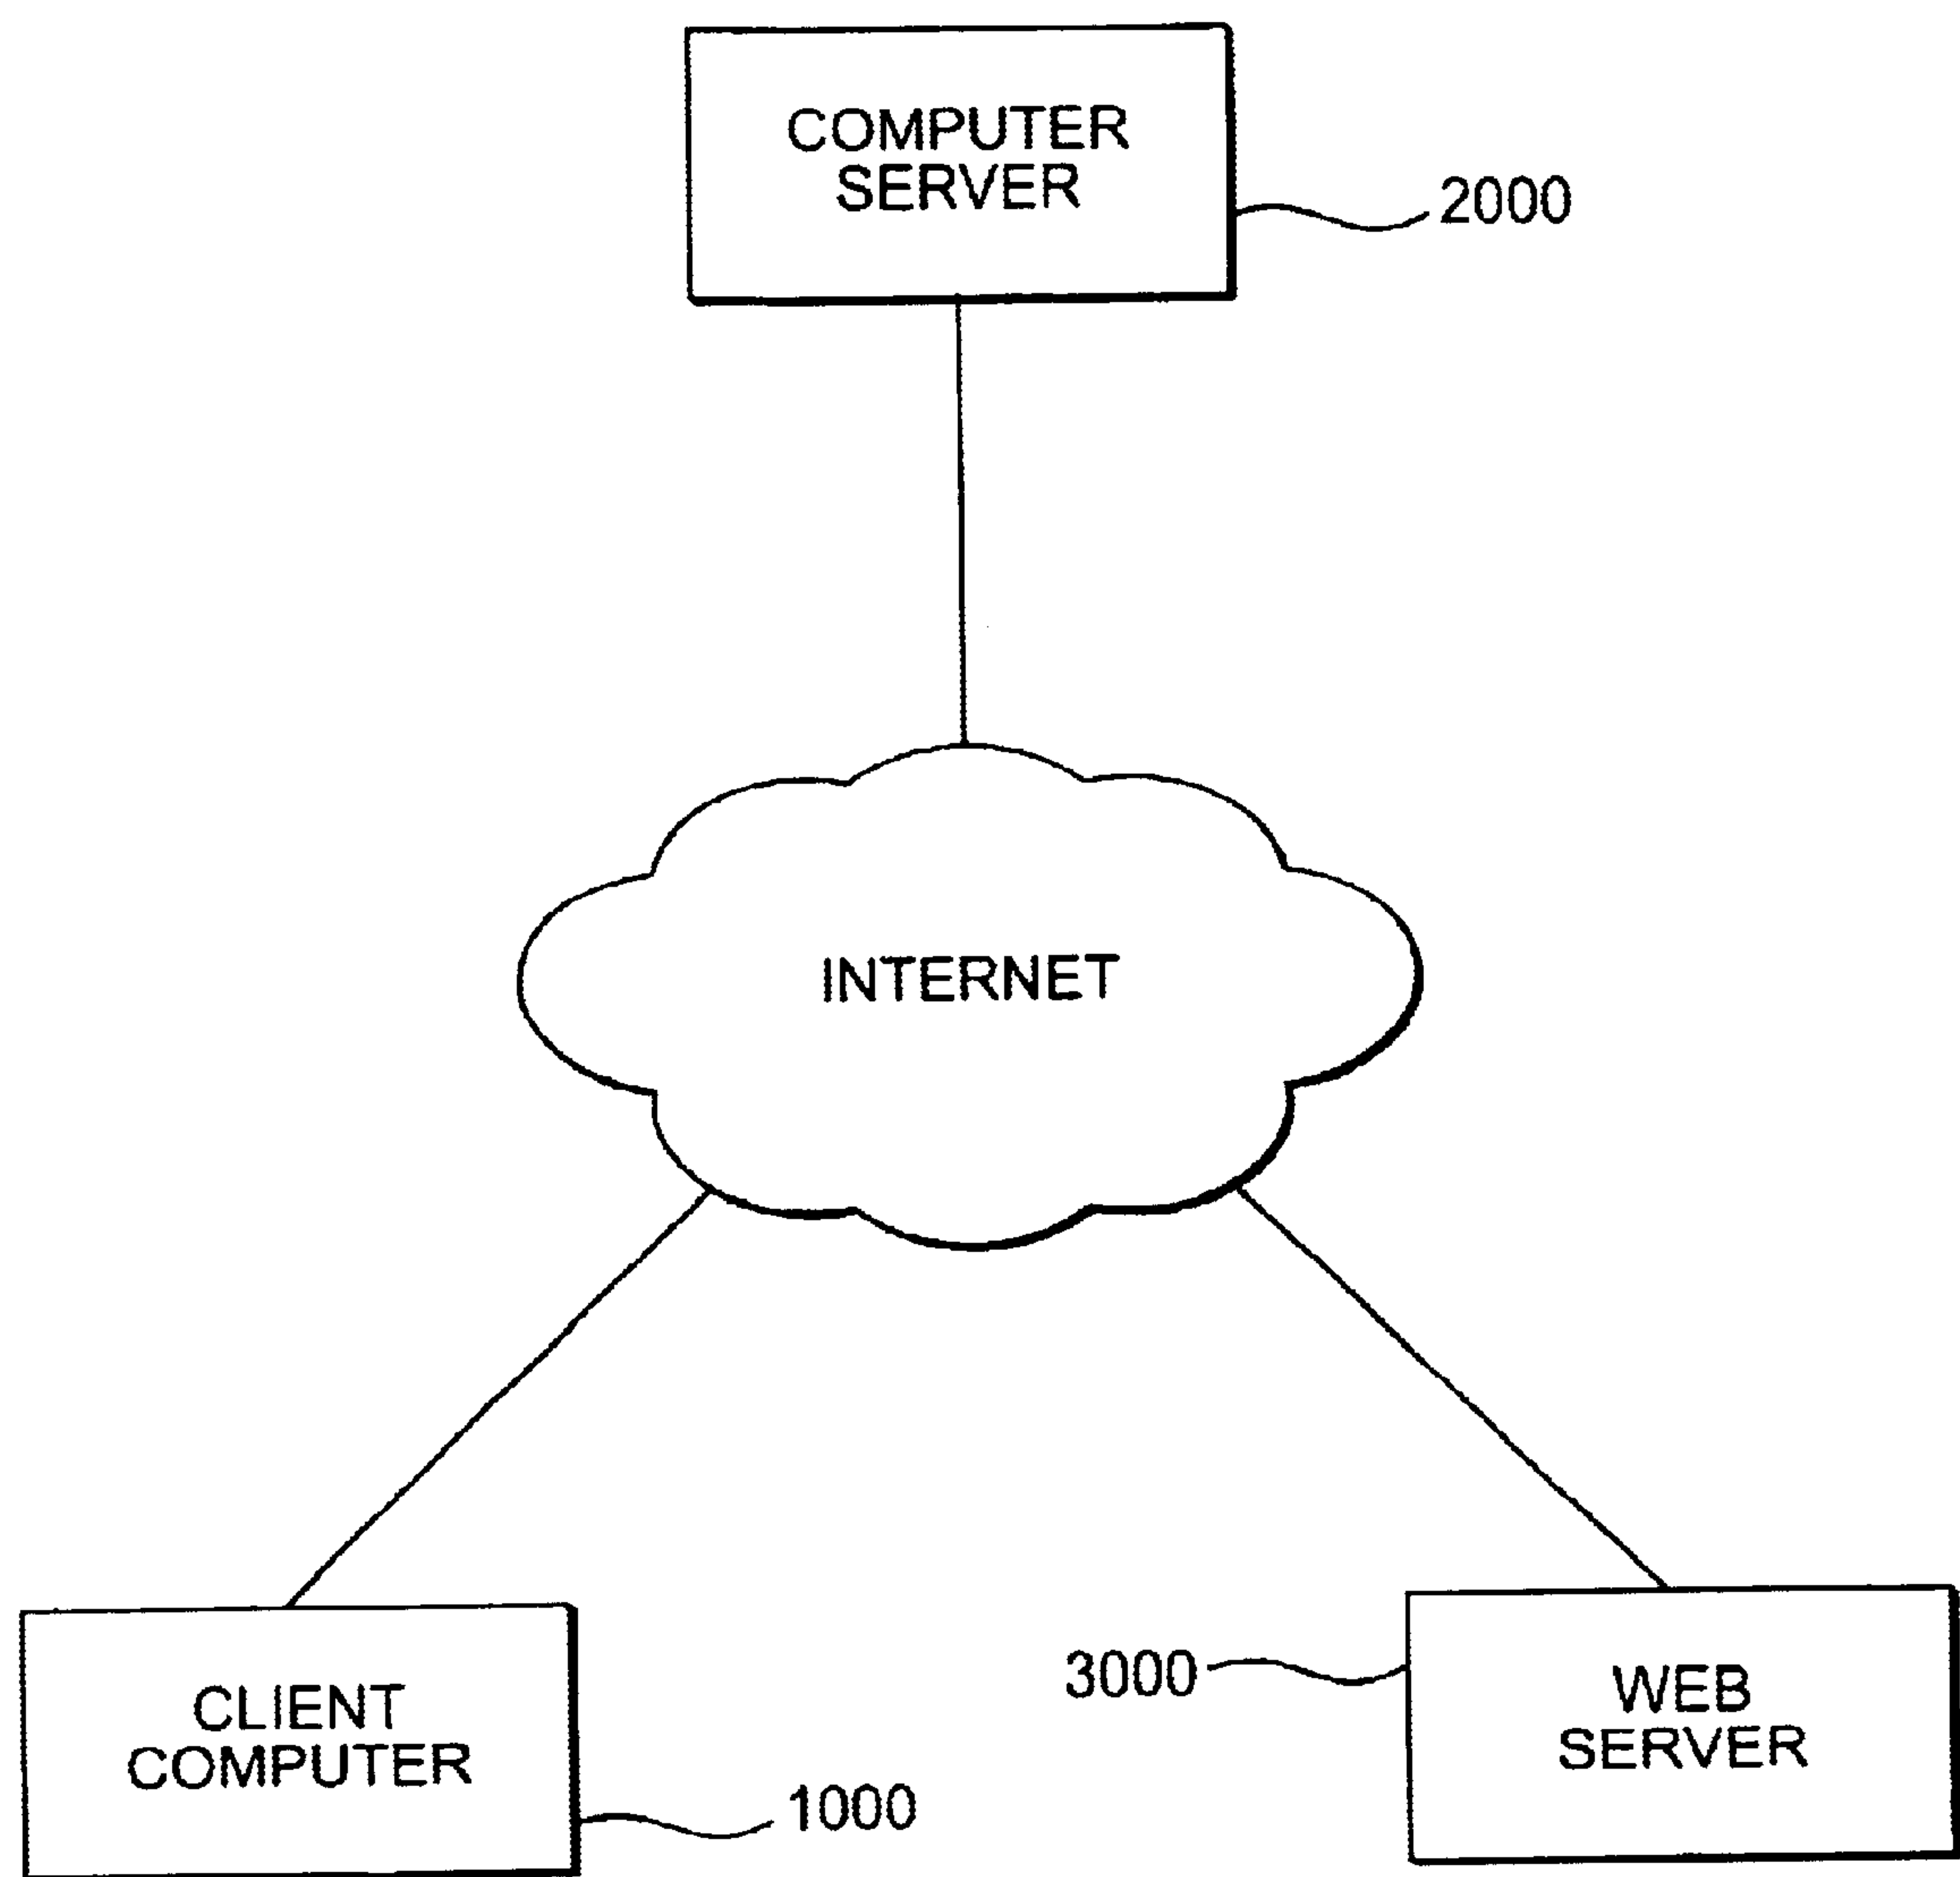 COMPUTER
SERVER
2000
INTERNET
CLIENT
COMPUTER
1000
3000
WEB
SERVER